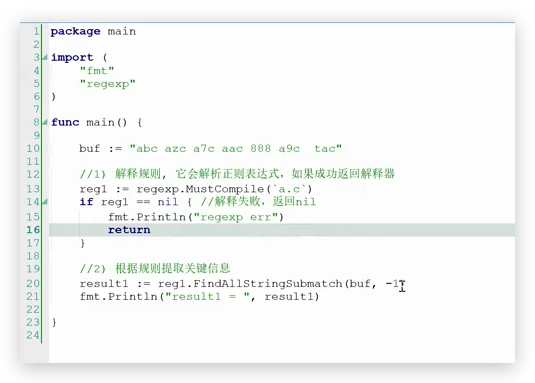 1 package main
2
3 import (
4 "fmt"
5 "regexp"
6 )
7
8 func main() {
9
10 buf := "abc azc a7c aac 888 a9c  tac"
11
12 //1) 解释规则, 它会解析正则表达式，如果成功返回解释器
13 reg1 := regexp.MustCompile(`a.c`)
14 if reg1 == nil { //解释失败，返回nil
15 fmt.Println("regexp err")
16 return
17 }
18
19 //2) 根据规则提取关键信息
20 result1 := reg1.FindAllStringSubmatch(buf, -1)
21 fmt.Println("result1 = ", result1)
22
23 }
24